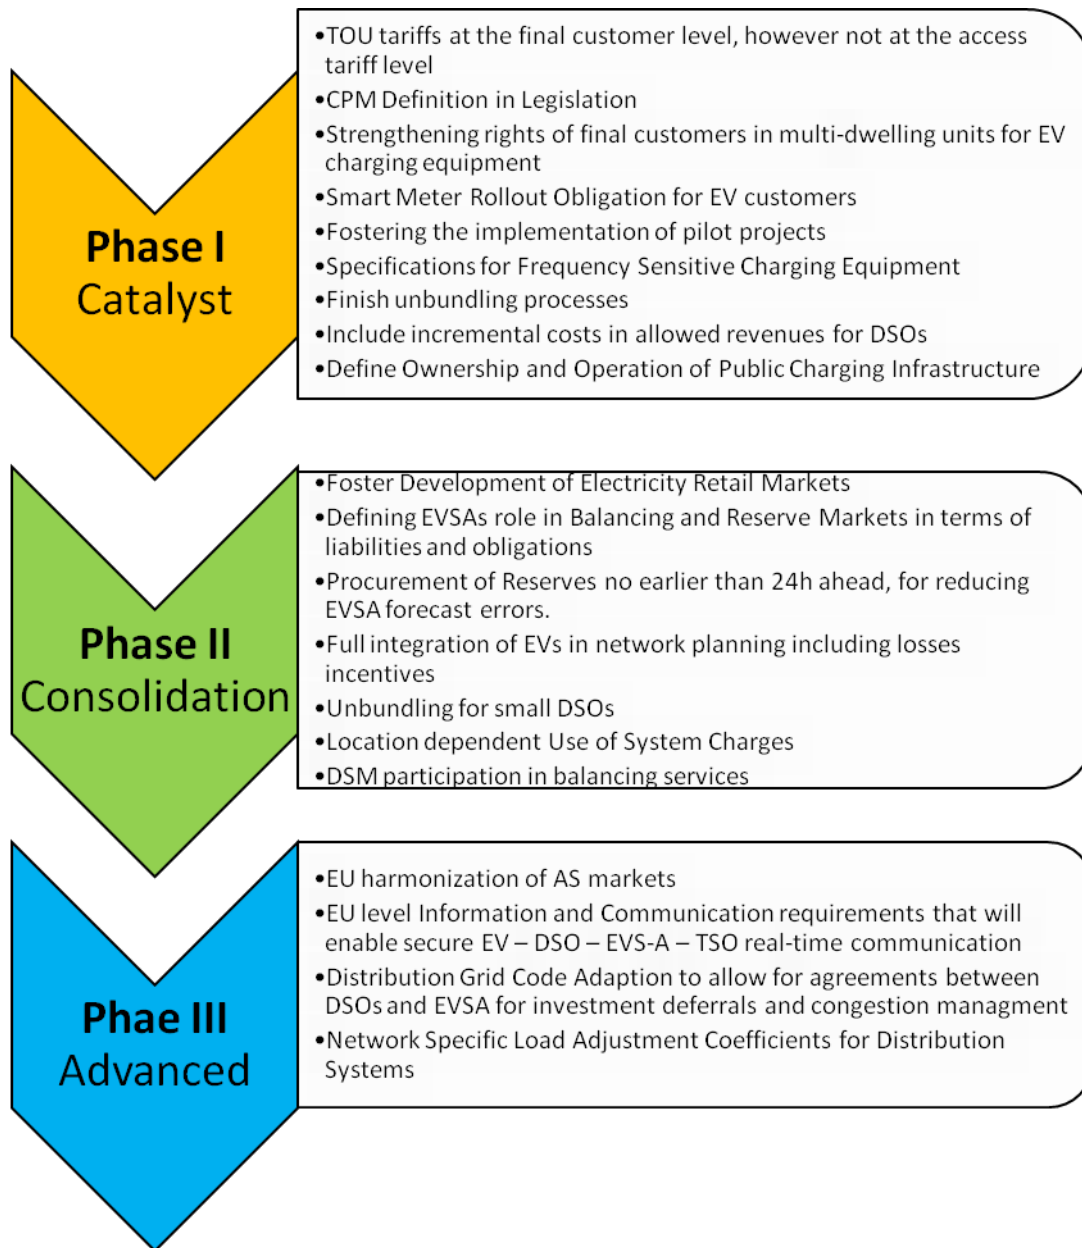 •TOU tariffs at the final customer level, however not at the access
tariff level
•CPM Definition in Legislation
•Strengthening rights of final customers in multi-dwelling units for EV
charging equipment
•Smart Meter Rollout Obligation for EV customers
•Fostering the implementation of pilot projects
•Specifications for Frequency Sensitive Charging Equipment
•Finish unbundling processes
•Include incremental costs in allowed revenues for DSOs
•Define Ownership and Operation of Public Charging Infrastructure
Phase I
Catalyst
•Foster Development of Electricity Retail Markets
•Defining EVSAs role in Balancing and Reserve Markets in terms of
liabilities and obligations
•Procurement of Reserves no earlier than 24h ahead, for reducing
EVSA forecast errors.
•Full integration of EVs in network planning including losses
incentives
•Unbundling for small DSOs
•Location dependent Use of System Charges
•DSM participation in balancing services
Phase II
Consolidation
•EU harmonization of AS markets
•EU level Information and Communication requirements that will
enable secure EV – DSO – EVS-A – TSO real-time communication
•Distribution Grid Code Adaption to allow for agreements between
DSOs and EVSA for investment deferrals and congestion managment
•Network Specific Load Adjustment Coefficients for Distribution
Systems
Phae III
Advanced